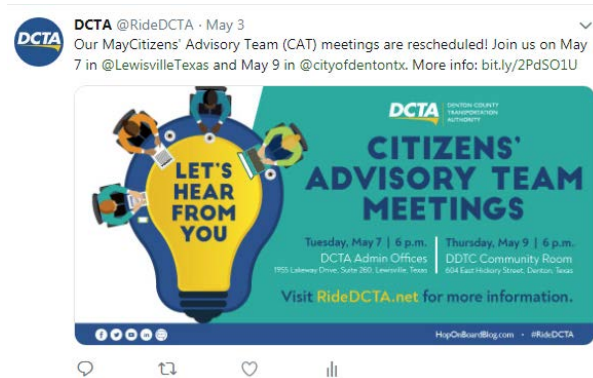 DCTA @RideDCTA · May 3
DCTA
Our MayCitizens' Advisory Team (CAT) meetings are rescheduled! Join us on May
7 in @LewisvilleTexas and May 9 in @cityofdentontx. More info: bit.ly/2PdSO1U
DCTA
DENTON COUNTY
TRANSPORTATION
AUTHORITY
CITIZENS'
ADVISORY TEAM
MEETINGS
LET'S
HEAR
FROM
YOU
Tuesday, May 7 | 6 p.m.
DCTA Admin Offices
1955 Lakeway Drive, Suite 260, Lewisville, Texas
Thursday, May 9 | 6 p.m.
DDTC Community Room
604 East Hickory Street, Denton, Texas
Visit RideDCTA.net for more information.
HopOnBoardBlog.com · #RideDCTA